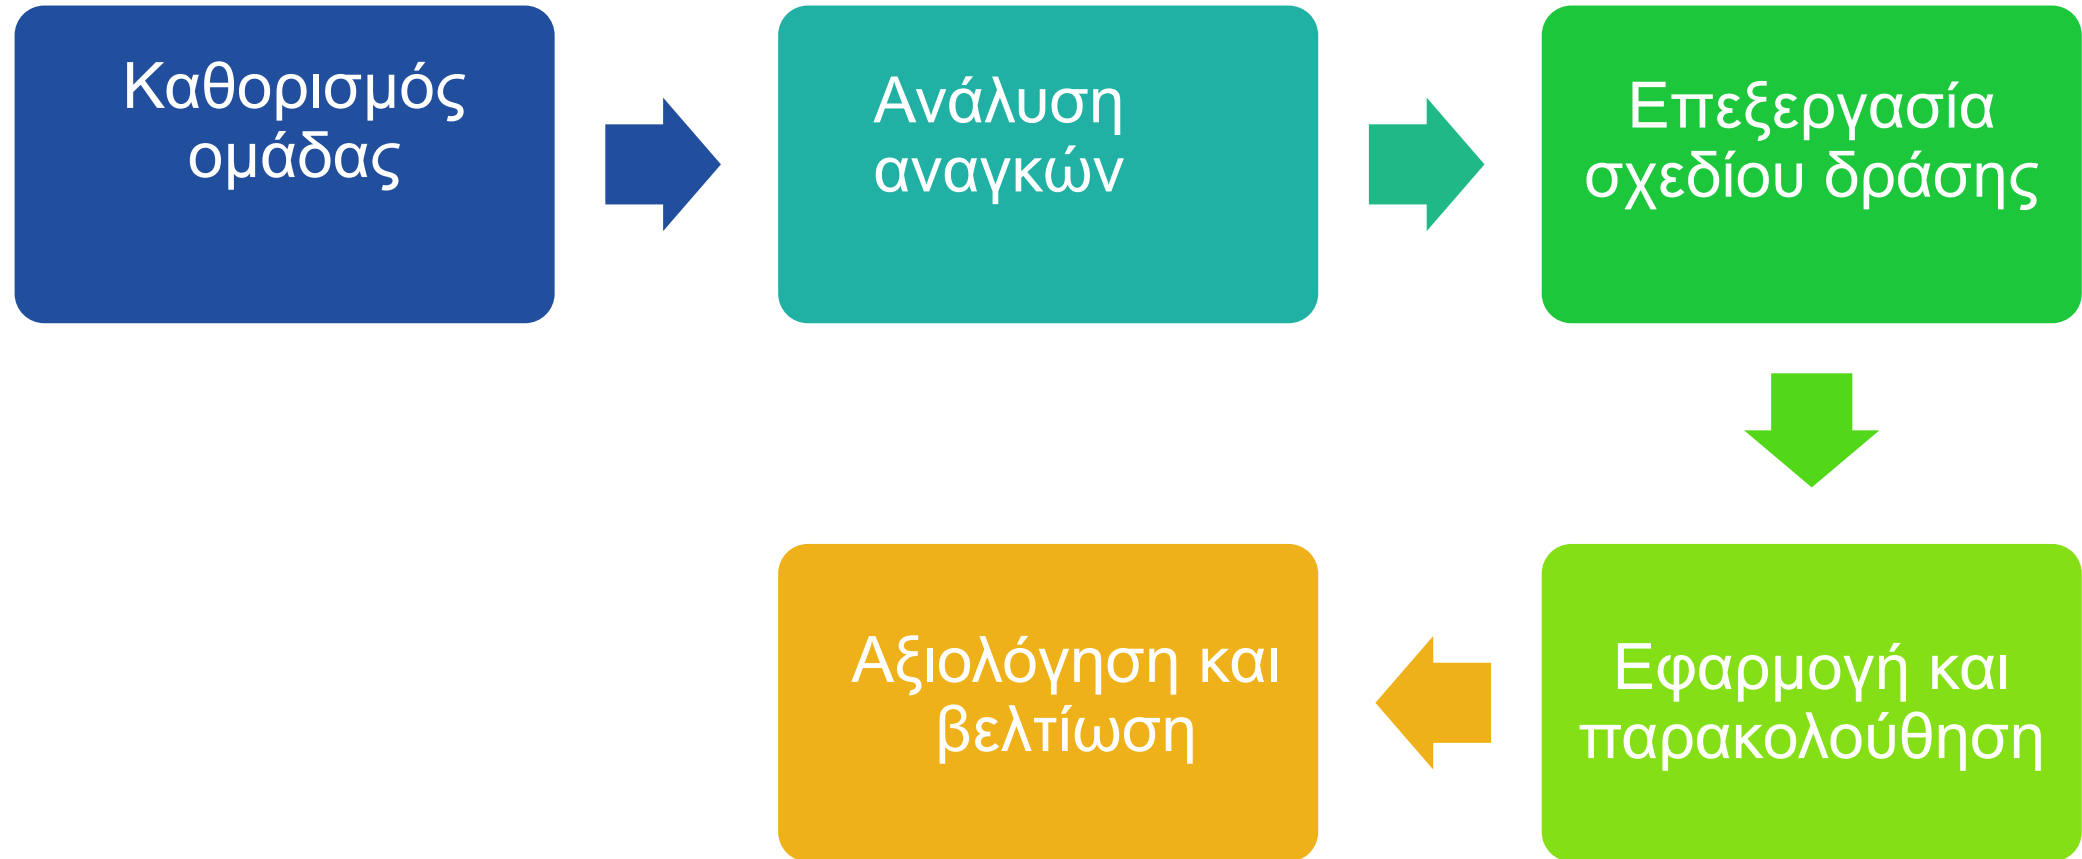 Καθορισμός
ομάδας
Ανάλυση
αναγκών
Επεξεργασία
σχεδίου δράσης
Εφαρμογή και
παρακολούθηση
Αξιολόγηση και
βελτίωση